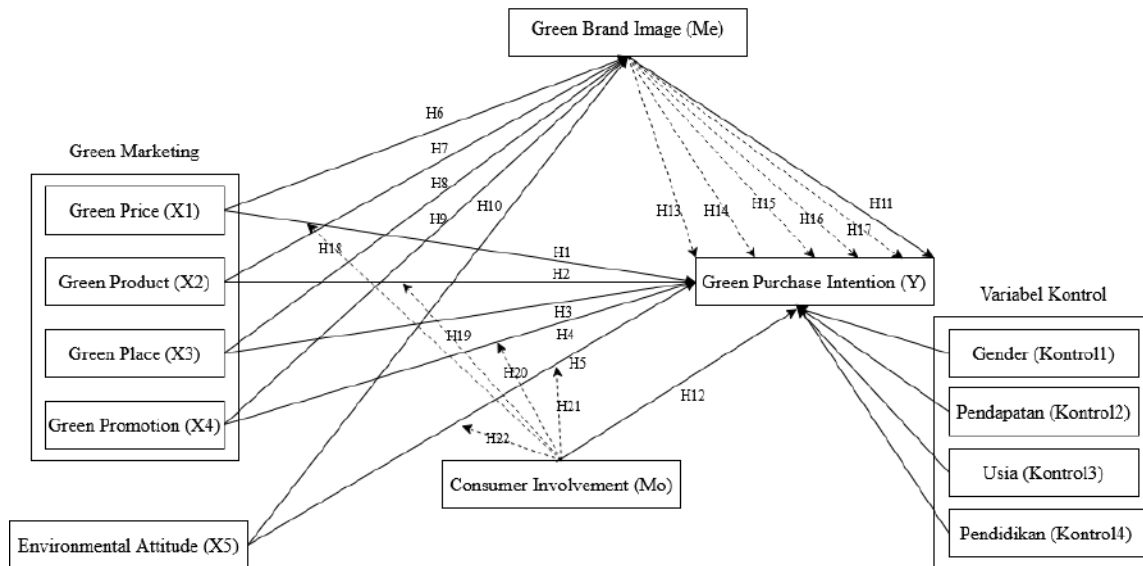 Green Brand Image (Me)
H6
Green Marketing
H7
H8
H9
H10
H13
H14
H15
H16
H17
H11
Green Price (X1)
H18
H1
Green Product (X2)
H2
Green Purchase Intention (Y)
Variabel Kontrol
H3
H4
H19
Green Place (X3)
H20
H5
Gender (Kontrol1)
H12
Pendapatan (Kontrol2)
H21
Green Promotion (X4)
H22
Usia (Kontrol3)
Consumer Involvement (Mo)
Environmental Attitude (X5)
Pendidikan (Kontrol4)